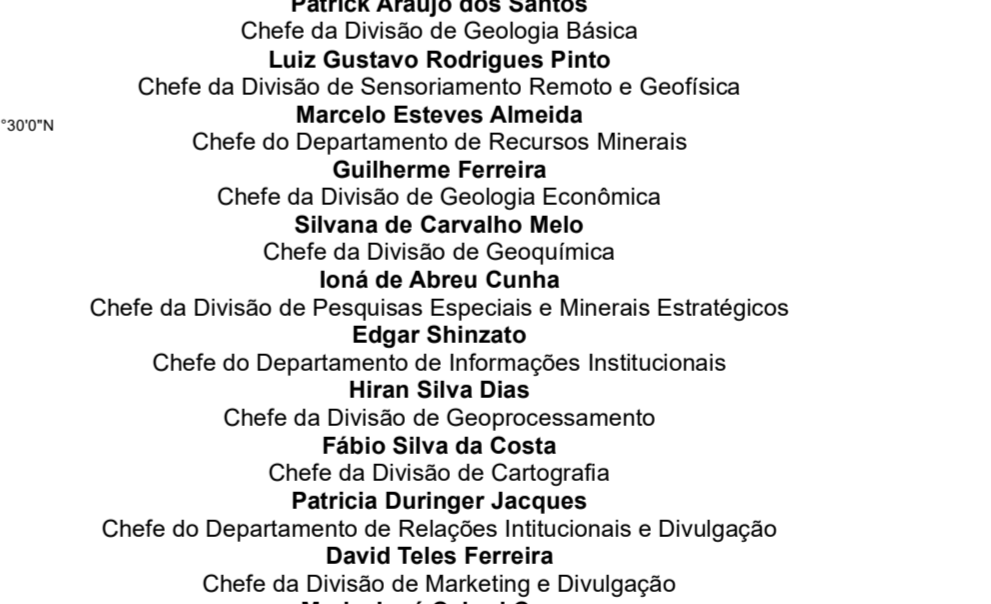 Patrick Araújo dos Santos
Chefe da Divisão de Geologia Básica
Luiz Gustavo Rodrigues Pinto
Chefe da Divisão de Sensoriamento Remoto e Geofísica
Marcelo Esteves Almeida
°30'0"N
Chefe do Departamento de Recursos Minerais
Guilherme Ferreira
Chefe da Divisão de Geologia Econômica
Silvana de Carvalho Melo
Chefe da Divisão de Geoquímica
Ioná de Abreu Cunha
Chefe da Divisão de Pesquisas Especiais e Minerais Estratégicos
Edgar Shinzato
Chefe do Departamento de Informações Institucionais
Hiran Silva Dias
Chefe da Divisão de Geoprocessamento
Fábio Silva da Costa
Chefe da Divisão de Cartografia
Patricia Duringer Jacques
Chefe do Departamento de Relações Intitucionais e Divulgação
David Teles Ferreira
Chefe da Divisão de Marketing e Divulgação